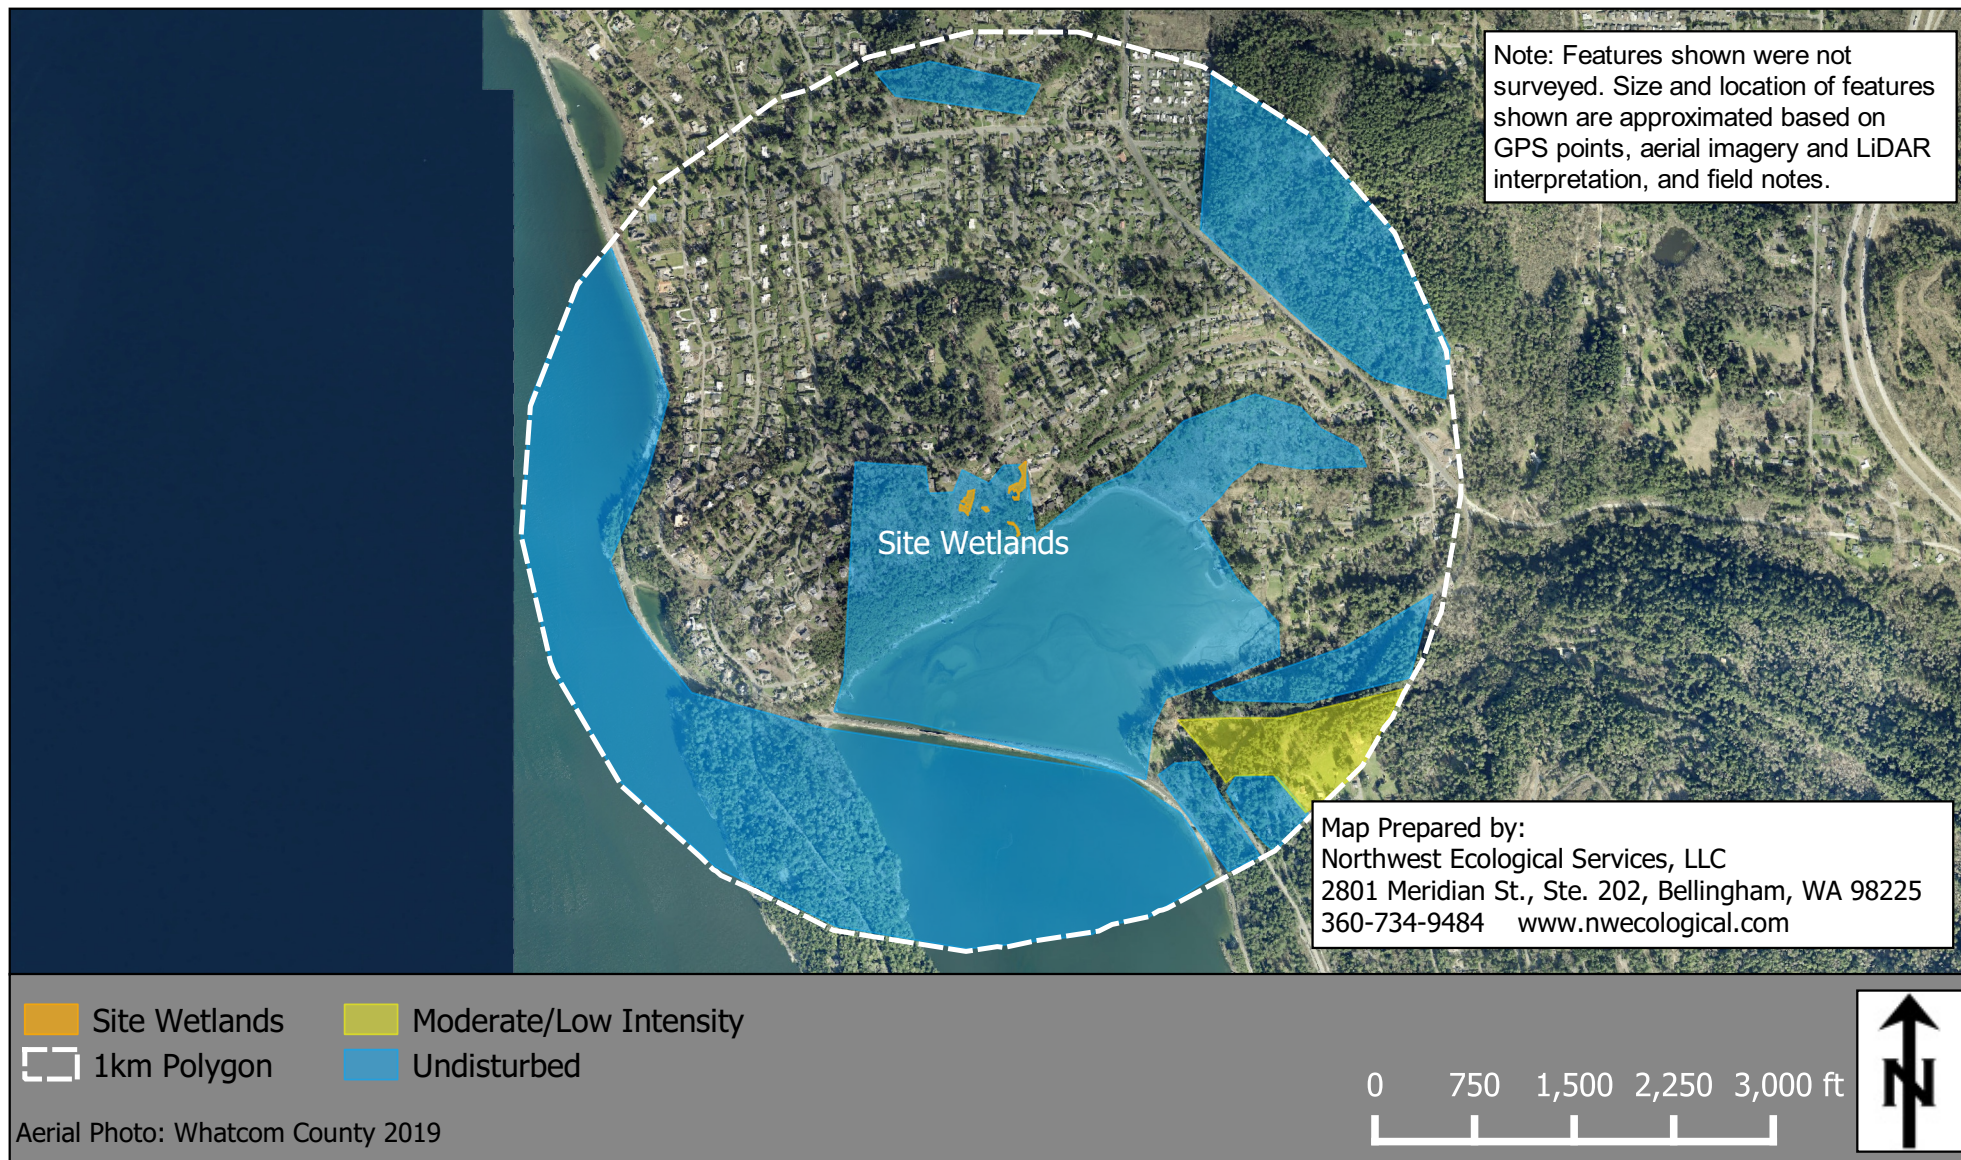 Note: Features shown were not
surveyed. Size and location of features
shown are approximated based on
GPS points, aerial imagery and LiDAR
interpretation, and field notes.
Site Wetlands
Map Prepared by:
Northwest Ecological Services, LLC
2801 Meridian St., Ste. 202, Bellingham, WA 98225
360-734-9484 www.nwecological.com
Site Wetlands
Moderate/Low Intensity
1km Polygon
Undisturbed
0 750 1,500 2,250 3,000 ft
N
Aerial Photo: Whatcom County 2019